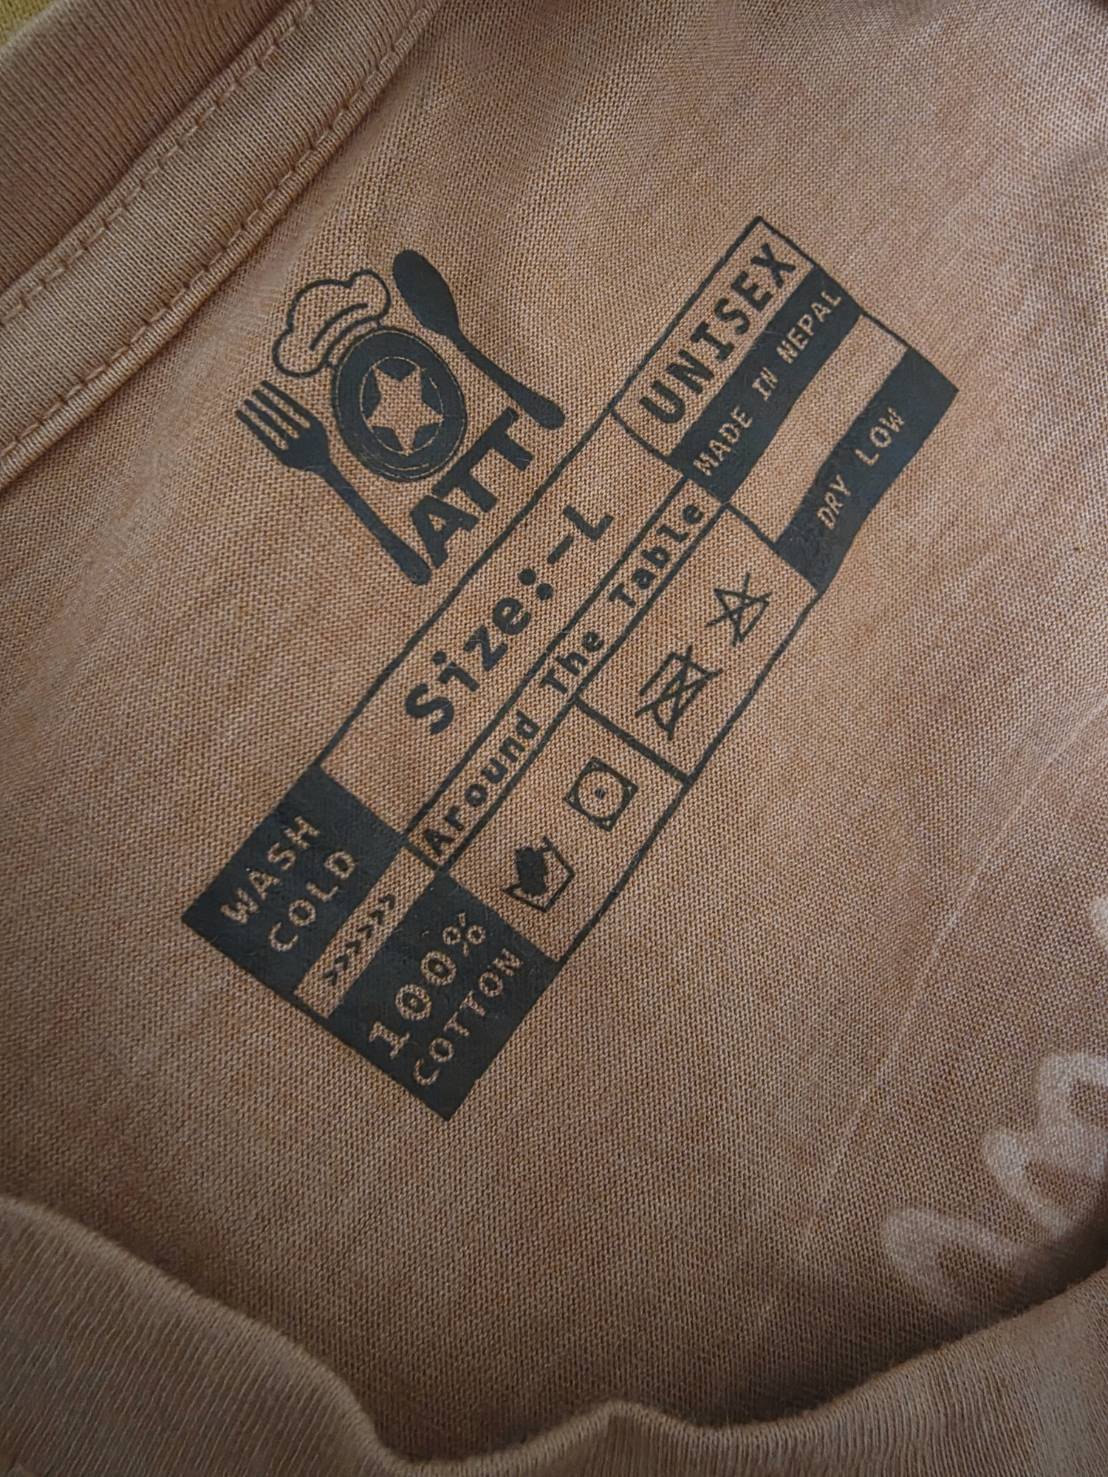 ATT
UNISEX
MADE IN NEPAL
DRY LOW
Size:-L
Around The Table
WASH
COLD
>>>>>>
100%
COTTON